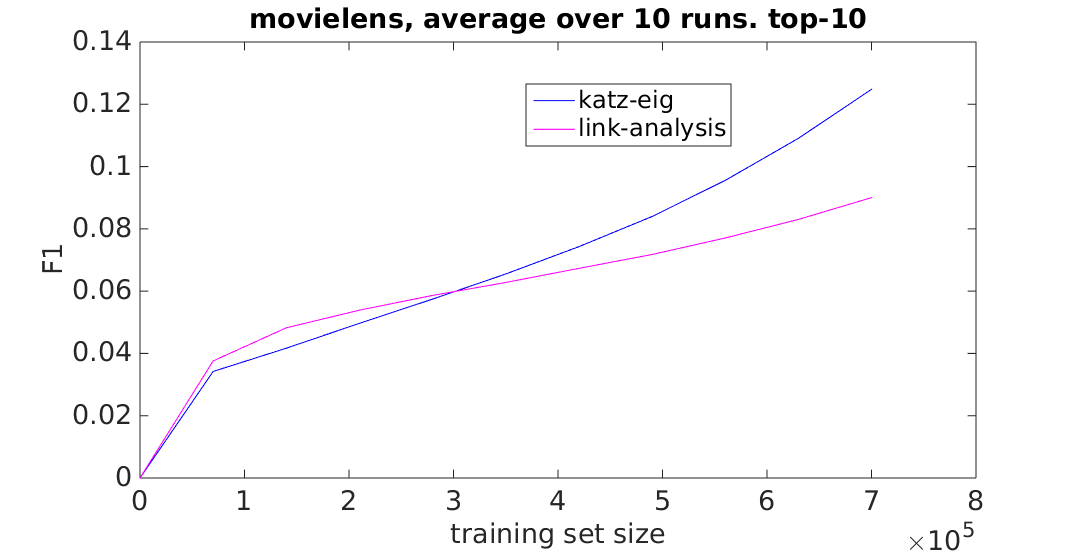 movielens, average over 10 runs. top-10
0.14
0.12
0.1
0.08
0.06
0.04
0.02
0
F1
katz-eig
link-analysis
0 1 2 3 4 5 6 7 8
training set size
×10^5